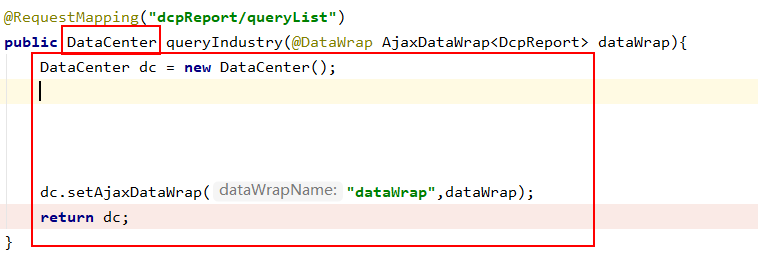 @RequestMapping("dcpReport/queryList")
public DataCenter queryIndustry(@DataWrap AjaxDataWrap<DcpReport> dataWrap){
DataCenter dc = new DataCenter();
dc.setAjaxDataWrap( dataWrapName: "dataWrap",dataWrap);
return dc;
}